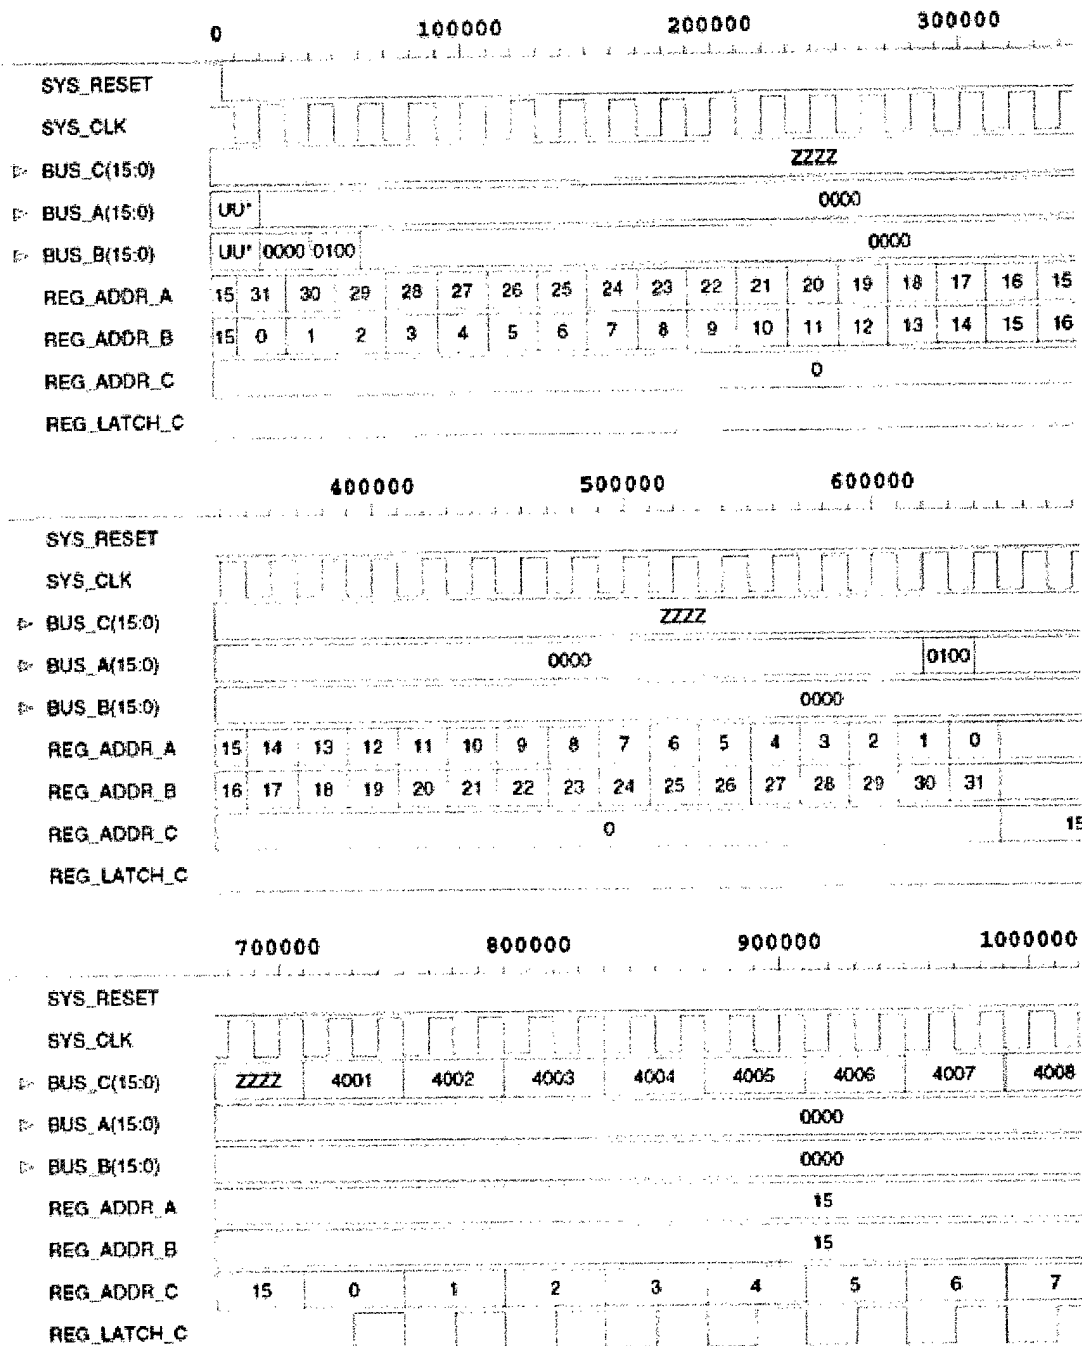 0 100000 200000 300000
SYS_RESET
SYS_CLK
BUS_C(15:0) ZZZZ
BUS_A(15:0) UU* 0000
BUS_B(15:0) UU* 0000 0100 0000
REG_ADDR_A 15 31 30 29 28 27 26 25 24 23 22 21 20 19 18 17 16 15
REG_ADDR_B 15 0 1 2 3 4 5 6 7 8 9 10 11 12 13 14 15 16
REG_ADDR_C 0
REG_LATCH_C
400000 500000 600000
SYS_RESET
SYS_CLK
BUS_C(15:0) ZZZZ
BUS_A(15:0) 0000 0100
BUS_B(15:0) 0000
REG_ADDR_A 15 14 13 12 11 10 9 8 7 6 5 4 3 2 1 0
REG_ADDR_B 16 17 18 19 20 21 22 23 24 25 26 27 28 29 30 31
REG_ADDR_C 0 15
REG_LATCH_C
700000 800000 900000 1000000
SYS_RESET
SYS_CLK
BUS_C(15:0) ZZZZ 4001 4002 4003 4004 4005 4006 4007 4008
BUS_A(15:0) 0000
BUS_B(15:0) 0000
REG_ADDR_A 15
REG_ADDR_B 15
REG_ADDR_C 15 0 1 2 3 4 5 6 7
REG_LATCH_C